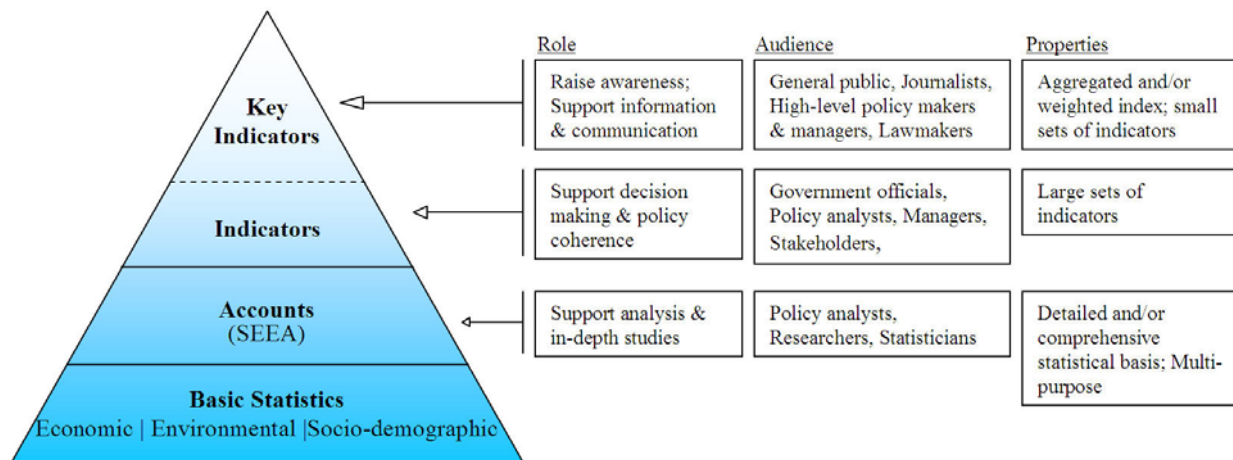 Key
Indicators
Indicators
Accounts
(SEEA)
Basic Statistics
Economic | Environmental |Socio-demographic
Role
Raise awareness;
Support information
& communication
Support decision
making & policy
coherence
Support analysis &
in-depth studies
Audience
General public, Journalists,
High-level policy makers
& managers, Lawmakers
Government officials,
Policy analysts, Managers,
Stakeholders,
Policy analysts,
Researchers, Statisticians
Properties
Aggregated and/or
weighted index; small
sets of indicators
Large sets of
indicators
Detailed and/or
comprehensive
statistical basis; Multi-
purpose